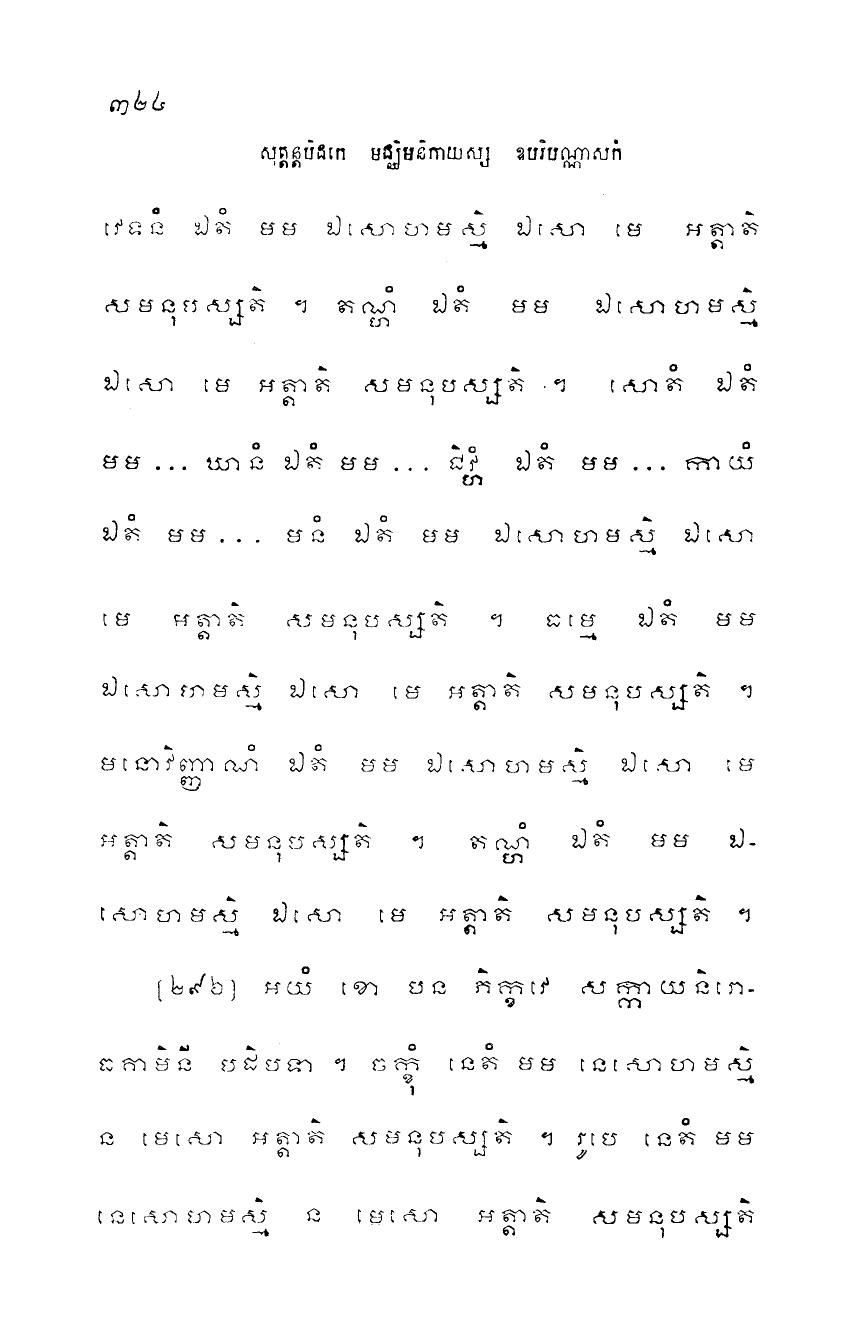 ៣២៤
សុត្តន្តបិដកេ មជ្ឈិមនិកាយស្ស ឧបរិបណ្ណាសកំ
វេទនំ ឯតំ មម ឯសោហមស្មិ ឯសោ មេ អត្តាតិ
សមនុបស្សតិ ។ តណ្ហំ ឯតំ មម ឯសោហមស្មិ
ឯសោ មេ អត្តាតិ សមនុបស្សតិ ។ សោតំ ឯតំ
មម ... ឃានំ ឯតំ មម ... ជិវ្ហំ ឯតំ មម ... កាយំ
ឯតំ មម ... មនំ ឯតំ មម ឯសោហមស្មិ ឯសោ
មេ អត្តាតិ សមនុបស្សតិ ។ ធម្មេ ឯតំ មម
ឯសោហមស្មិ ឯសោ មេ អត្តាតិ សមនុបស្សតិ ។
មនោវិញ្ញាណំ ឯតំ មម ឯសោហមស្មិ ឯសោ មេ
អត្តាតិ សមនុបស្សតិ ។ តណ្ហំ ឯតំ មម ឯ-
សោហមស្មិ ឯសោ មេ អត្តាតិ សមនុបស្សតិ ។
[២៩៦] អយំ ខោ បន ភិក្ខវេ សក្កាយនិរោ-
ធគាមិនី បដិបទា ។ ចក្ខុំ នេតំ មម នេសោហមស្មិ
ន មេសោ អត្តាតិ សមនុបស្សតិ ។ រូបេ នេតំ មម
នេសោហមស្មិ ន មេសោ អត្តាតិ សមនុបស្សតិ